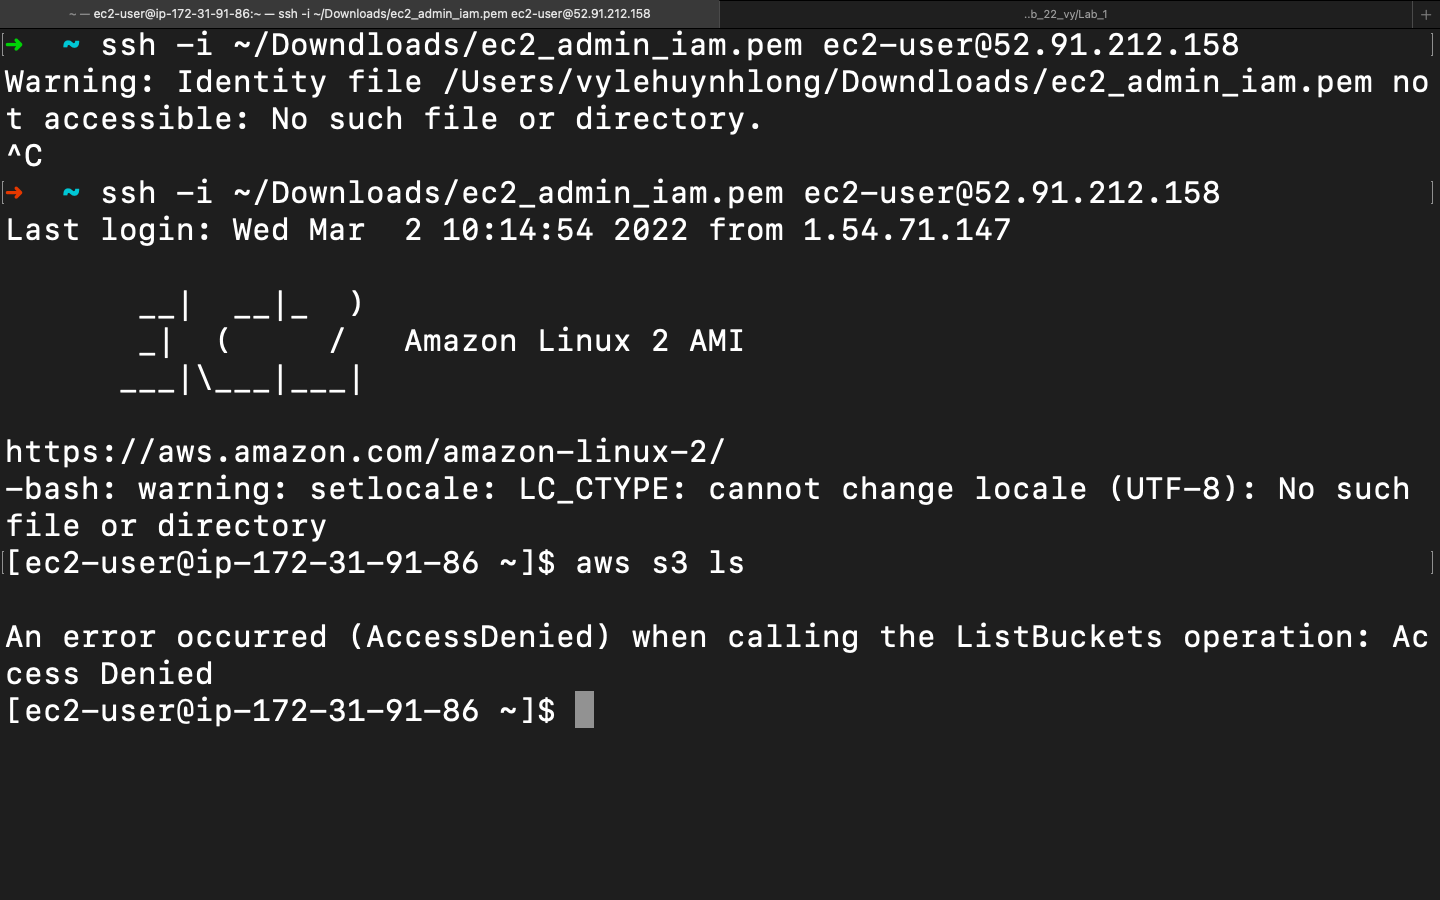 ~ — ec2-user@ip-172-31-91-86:~ — ssh -i ~/Downloads/ec2_admin_iam.pem ec2-user@52.91.212.158
..b_22_vy/Lab_1
+
[➜  ~ ssh -i ~/Downdloads/ec2_admin_iam.pem ec2-user@52.91.212.158 ]
Warning: Identity file /Users/vylehuynhlong/Downdloads/ec2_admin_iam.pem no
t accessible: No such file or directory.
^C
[➜  ~ ssh -i ~/Downloads/ec2_admin_iam.pem ec2-user@52.91.212.158 ]
Last login: Wed Mar  2 10:14:54 2022 from 1.54.71.147
       __|  __|_  )
       _|  (     /   Amazon Linux 2 AMI
      ___|\___|___|
https://aws.amazon.com/amazon-linux-2/
-bash: warning: setlocale: LC_CTYPE: cannot change locale (UTF-8): No such
file or directory
[[ec2-user@ip-172-31-91-86 ~]$ aws s3 ls ]
An error occurred (AccessDenied) when calling the ListBuckets operation: Ac
cess Denied
[ec2-user@ip-172-31-91-86 ~]$